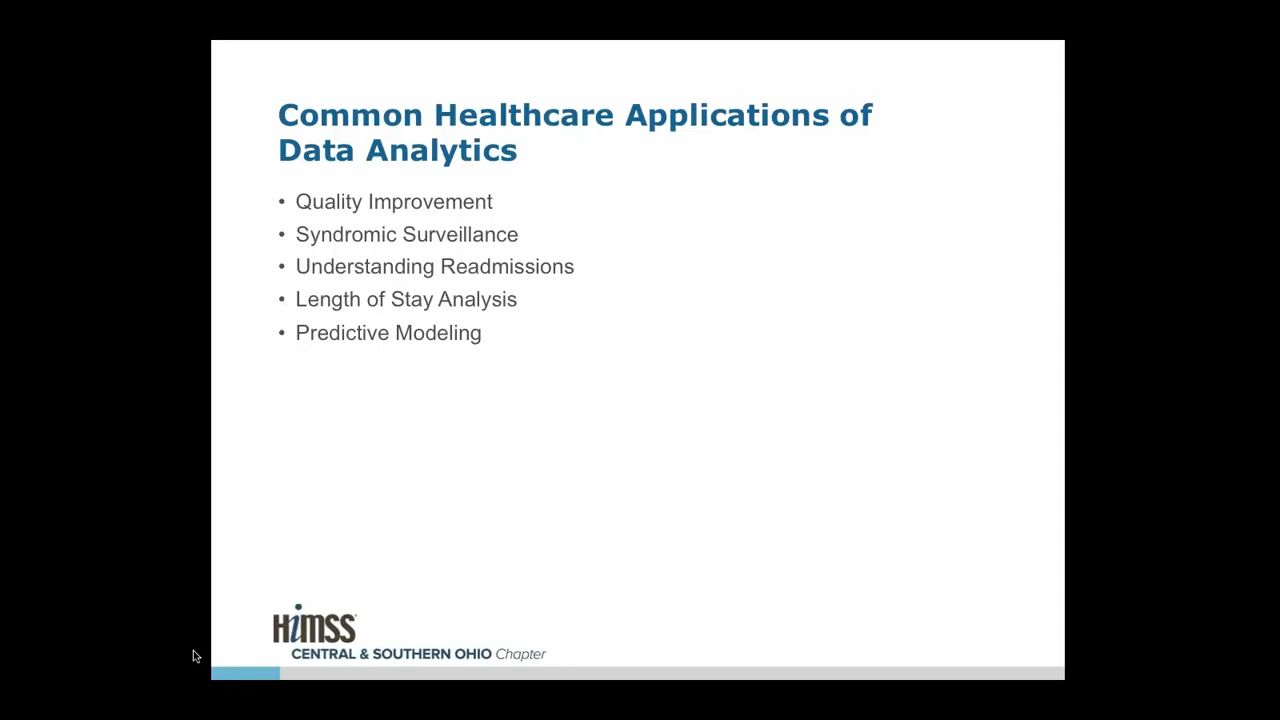 Common Healthcare Applications of
Data Analytics
• Quality Improvement
• Syndromic Surveillance
• Understanding Readmissions
• Length of Stay Analysis
• Predictive Modeling
HiMSS
CENTRAL & SOUTHERN OHIO Chapter